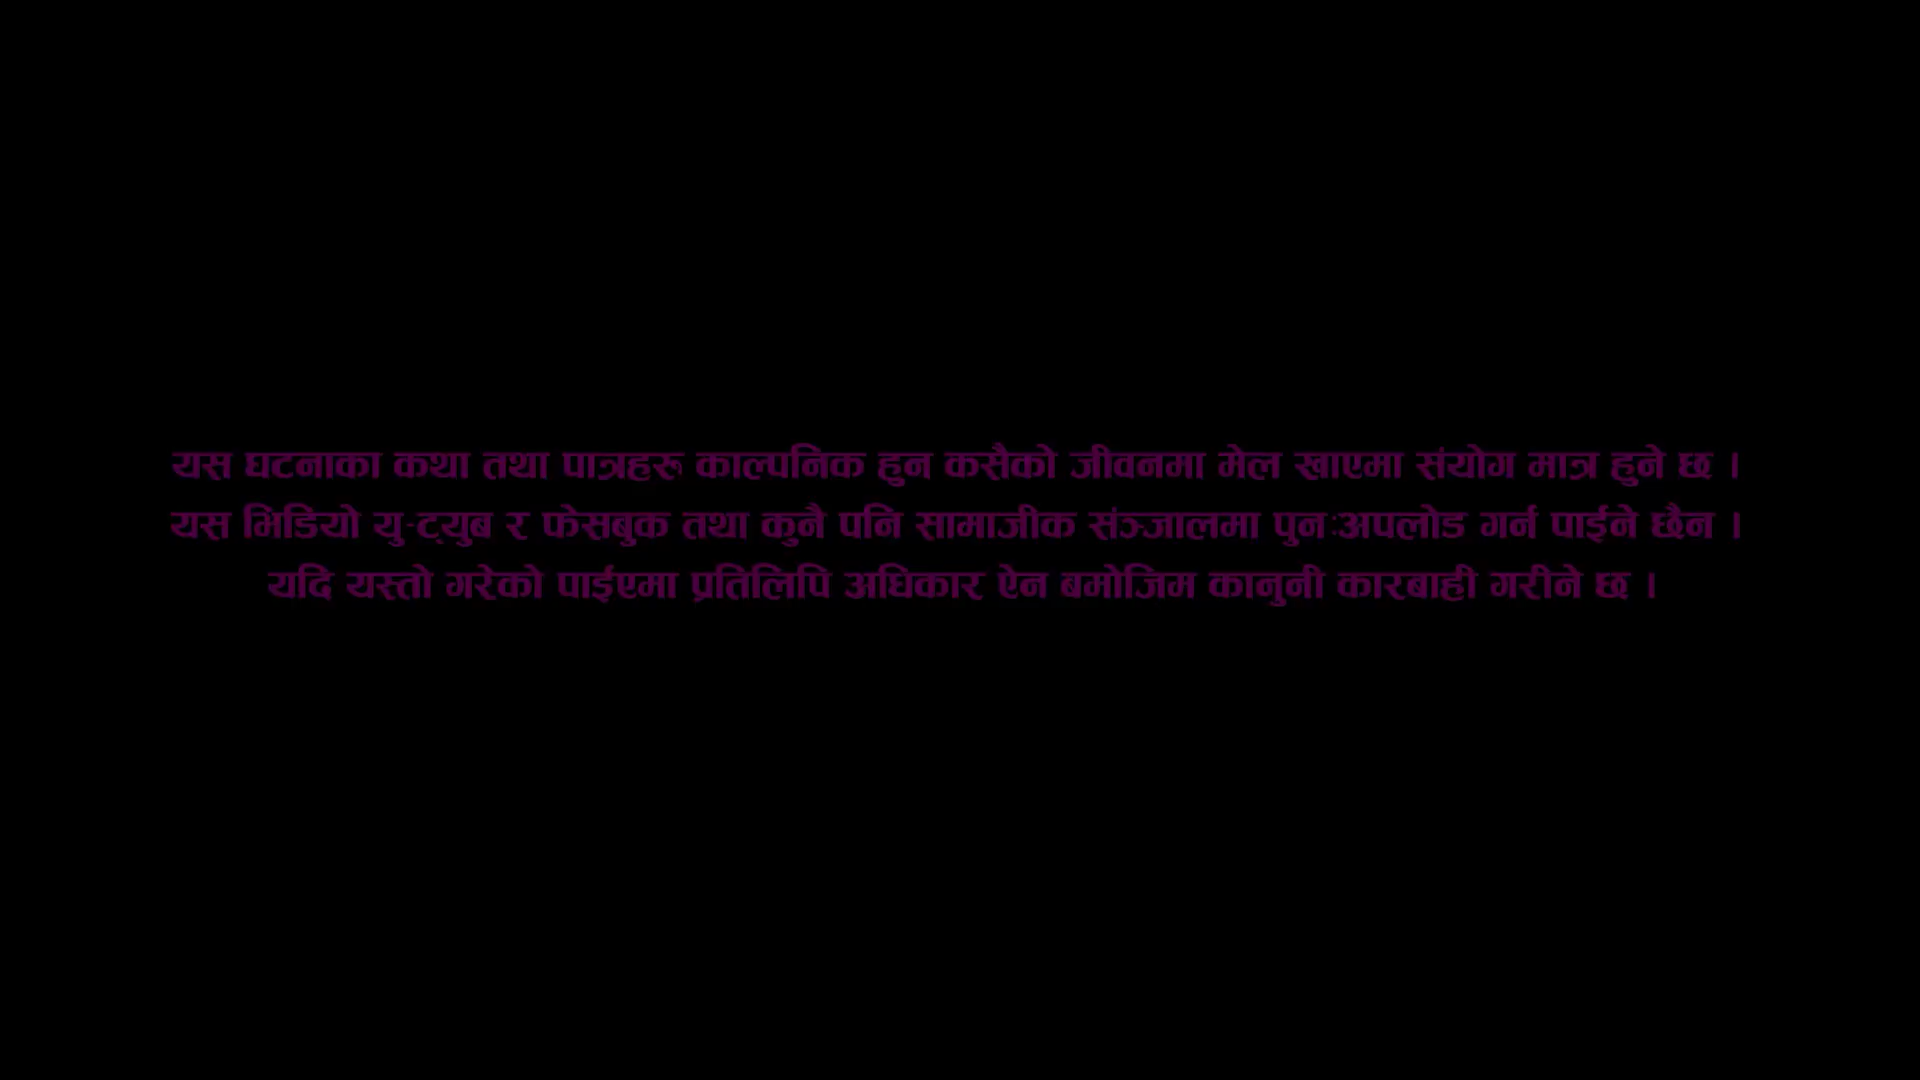 यस घटनाका कथा तथा पात्रहरू काल्पनिक हुन कसैको जीवनमा मेल खाएमा संयोग मात्र हुने छ ।
यस भिडियो यु-ट्युब र फेसबुक तथा कुनै पनि सामाजीक संञ्जालमा पुनःअपलोड गर्न पाईने छैन ।
यदि यस्तो गरेको पाईएमा प्रतिलिपि अधिकार ऐन बमोजिम कानुनी कारबाही गरीने छ ।